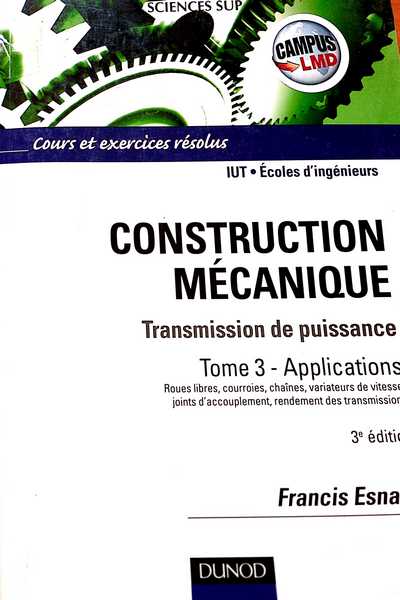 SCIENCES SUP
CAMPUS
LMD
Cours et exercices résolus
IUT • Écoles d'ingénieurs
CONSTRUCTION
MÉCANIQUE
Transmission de puissance
Tome 3 - Applications
Roues libres, courroies, chaînes, variateurs de vitesse
joints d'accouplement, rendement des transmission
3e éditio
Francis Esna
DUNOD